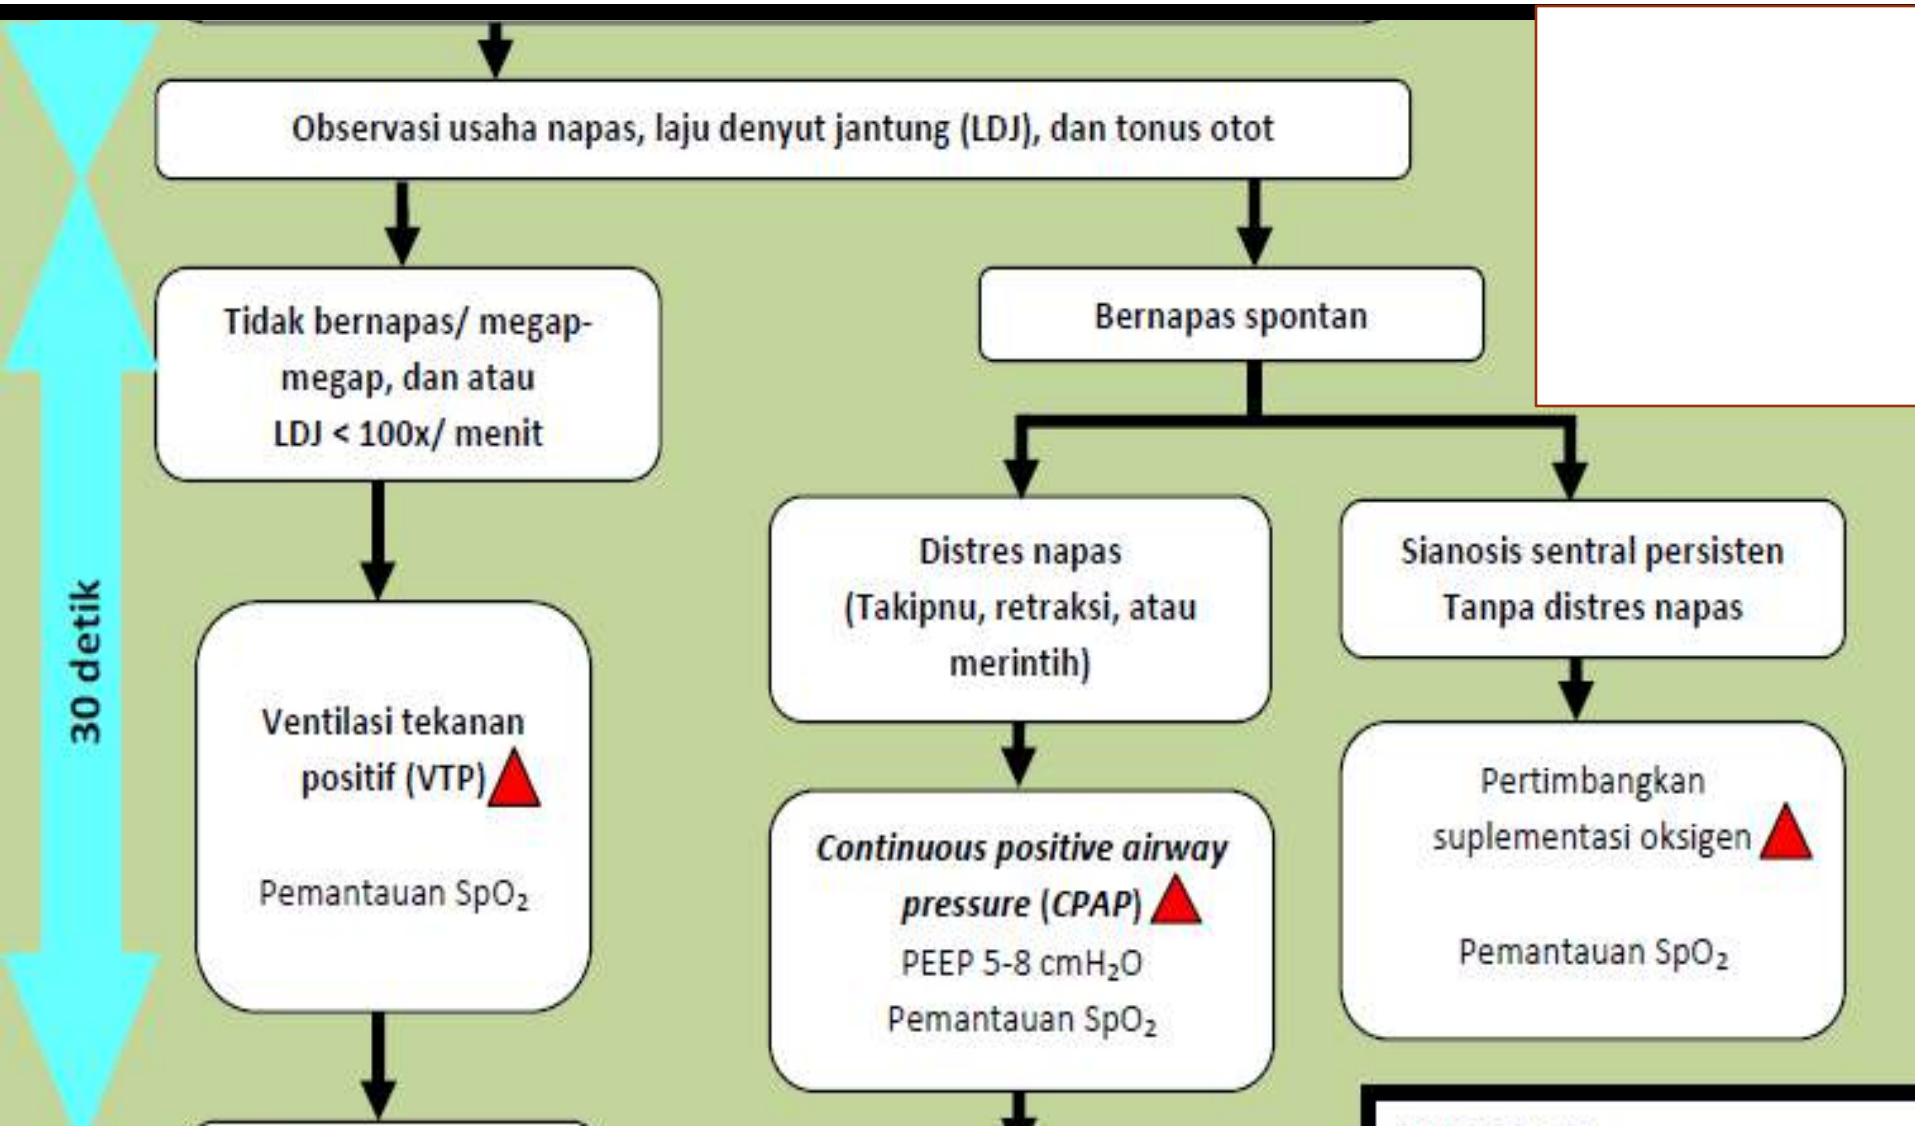 Observasi usaha napas, laju denyut jantung (LDJ), dan tonus otot
Tidak bernapas/ megap-
megap, dan atau
LDJ < 100x/ menit
Bernapas spontan
30 detik
Ventilasi tekanan
positif (VTP)
Pemantauan SpO₂
Distres napas
(Takipnu, retraksi, atau
merintih)
Continuous positive airway
pressure (CPAP)
PEEP 5-8 cmH₂O
Pemantauan SpO₂
Sianosis sentral persisten
Tanpa distres napas
Pertimbangkan
suplementasi oksigen
Pemantauan SpO₂